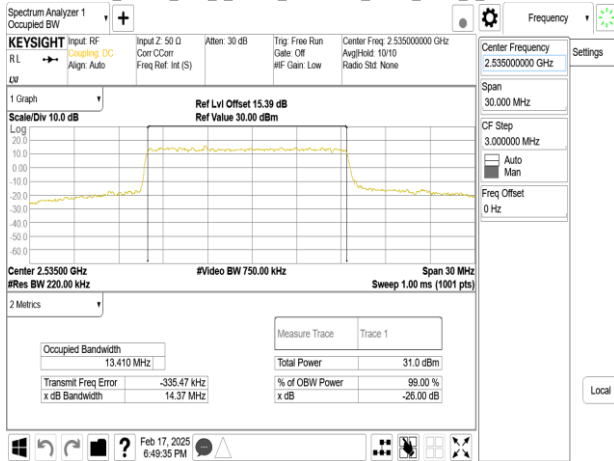 Spectrum Analyzer 1
Occupied BW
Frequency
Settings
KEYSIGHT
RL
LXI
Input: RF
Coupling: DC
Align: Auto
Input Z: 50 Ω
Corr CCorr
Freq Ref: Int (S)
Atten: 30 dB
Trig: Free Run
Gate: Off
#IF Gain: Low
Center Freq: 2.535000000 GHz
Avg|Hold: 10/10
Radio Std: None
Center Frequency
2.535000000 GHz
Span
30.000 MHz
CF Step
3.000000 MHz
Auto
Man
Freq Offset
0 Hz
Local
1 Graph
Scale/Div 10.0 dB
Ref Lvl Offset 15.39 dB
Ref Value 30.00 dBm
Log
20.0
10.0
0.00
-10.0
-20.0
-30.0
-40.0
-50.0
-60.0
Center 2.53500 GHz
#Res BW 220.00 kHz
#Video BW 750.00 kHz
Span 30 MHz
Sweep 1.00 ms (1001 pts)
2 Metrics
Measure Trace Trace 1
Occupied Bandwidth
13.410 MHz
Total Power 31.0 dBm
Transmit Freq Error -335.47 kHz
% of OBW Power 99.00 %
x dB Bandwidth 14.37 MHz
x dB -26.00 dB
Feb 17, 2025
6:49:35 PM